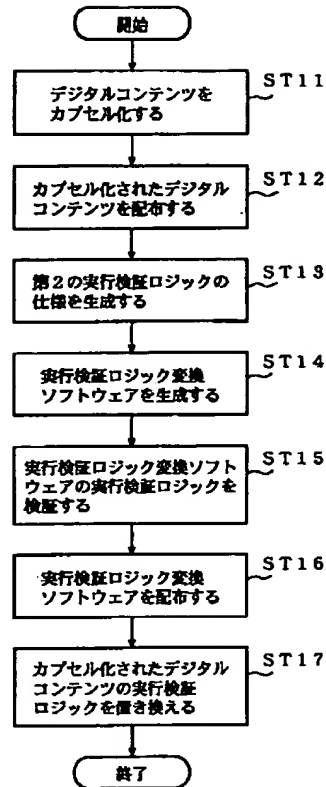 開始
デジタルコンテンツを
カプセル化する
ST11
カプセル化されたデジタル
コンテンツを配布する
ST12
第2の実行検証ロジックの
仕様を生成する
ST13
実行検証ロジック変換
ソフトウェアを生成する
ST14
実行検証ロジック変換ソフト
ウェアの実行検証ロジックを
検証する
ST15
実行検証ロジック変換
ソフトウェアを配布する
ST16
カプセル化されたデジタル
コンテンツの実行検証
ロジックを置き換える
ST17
終了